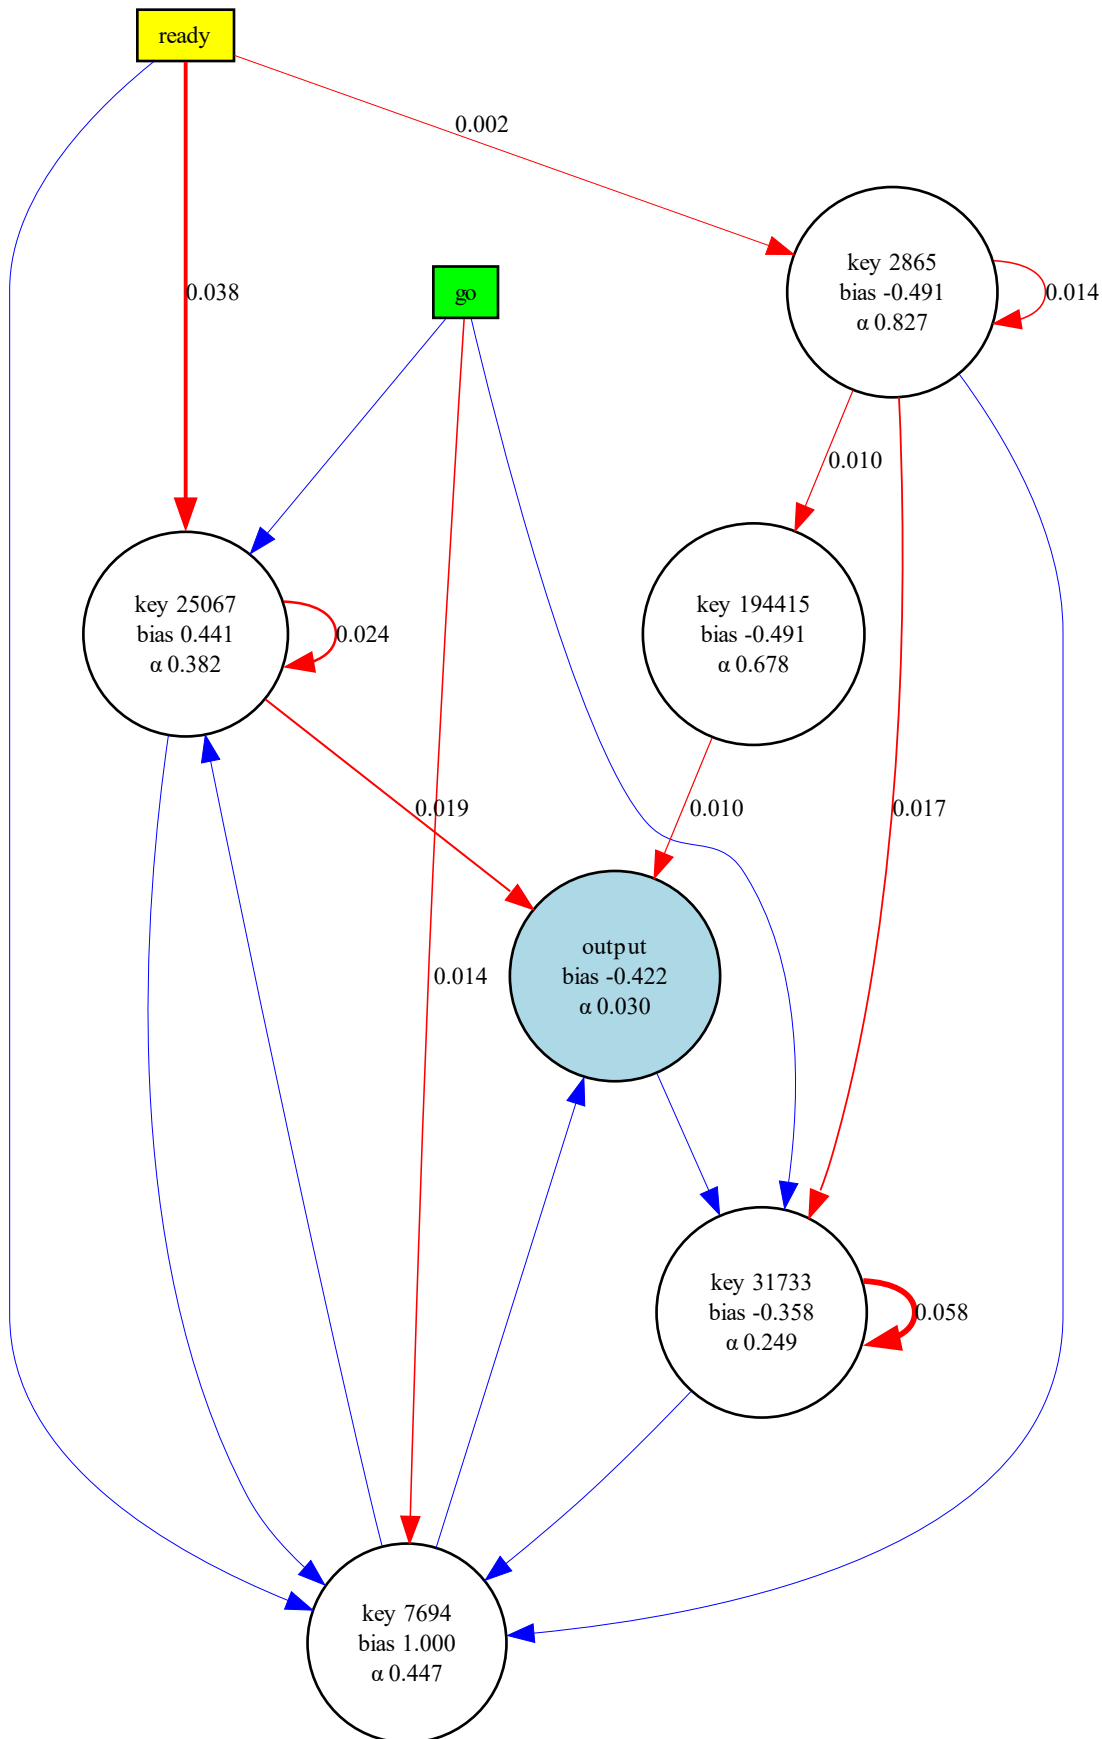 ready
0.002
key 2865
bias -0.491
α 0.827
0.014
0.038
go
0.010
key 25067
bias 0.441
α 0.382
0.024
key 194415
bias -0.491
α 0.678
0.019
0.010
0.017
output
bias -0.422
α 0.030
0.014
key 31733
bias -0.358
α 0.249
0.058
key 7694
bias 1.000
α 0.447